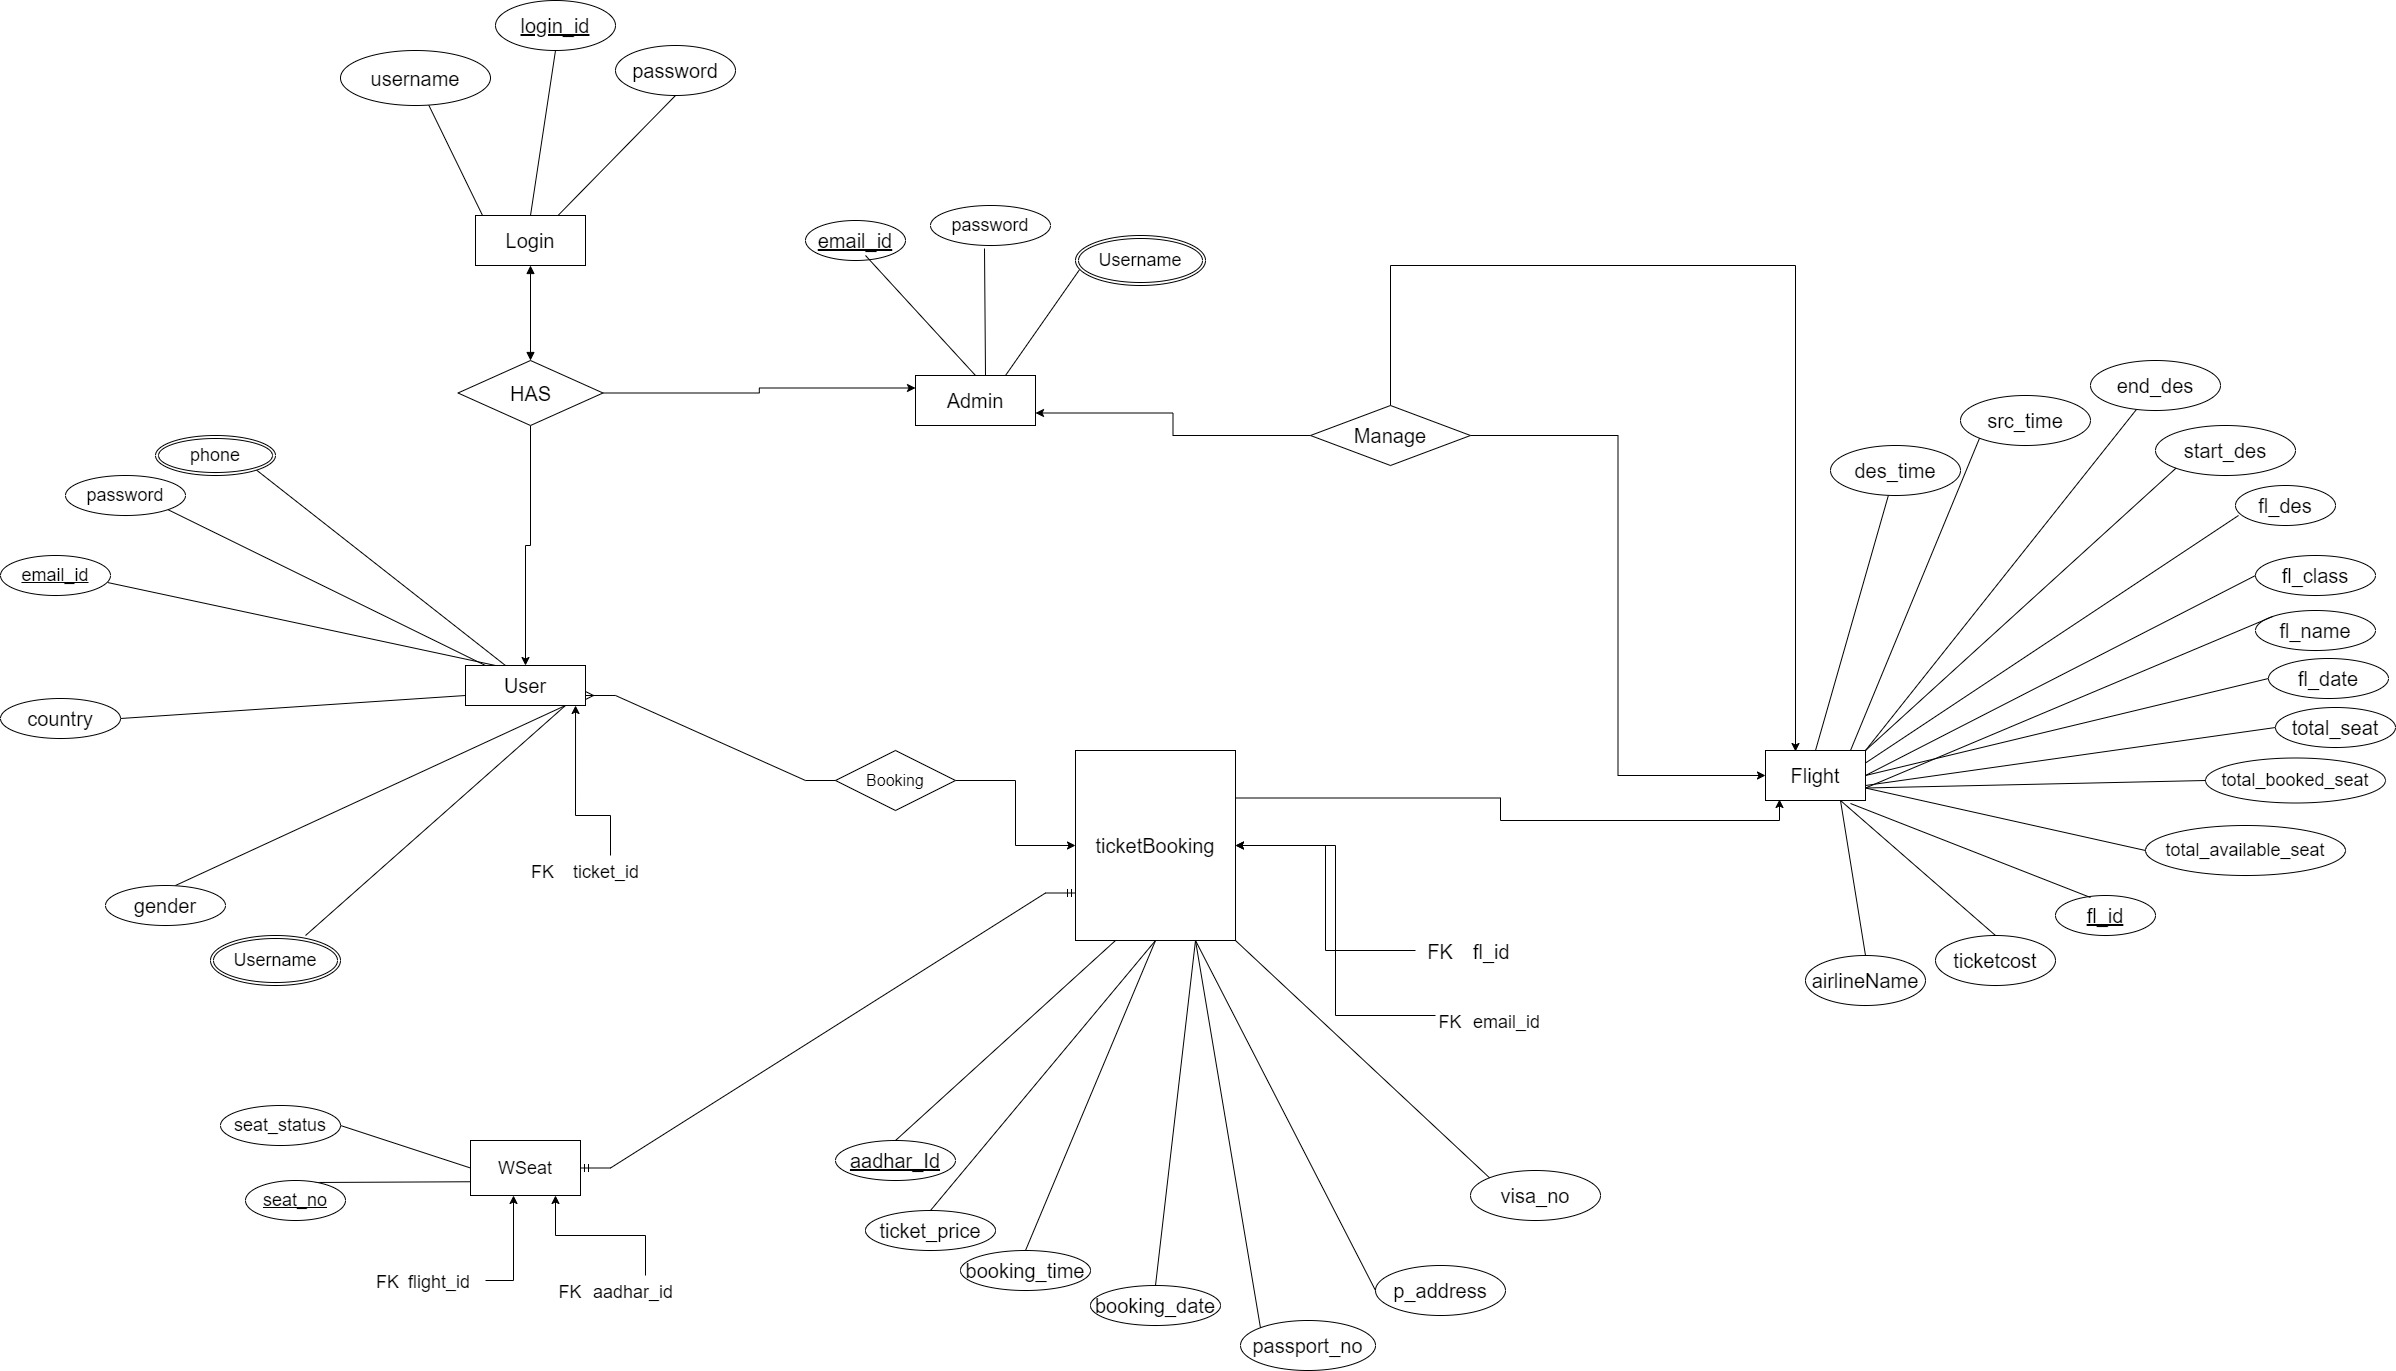 login_id
username
password
Login
email_id
password
Username
HAS
Admin
Manage
phone
password
email_id
country
User
gender
Username
FK ticket_id
Booking
ticketBooking
des_time
src_time
end_des
start_des
fl_des
fl_class
fl_name
fl_date
total_seat
total_booked_seat
total_available_seat
Flight
fl_id
ticketcost
airlineName
FK fl_id
FK email_id
seat_status
WSeat
seat_no
FK flight_id
FK aadhar_id
aadhar_Id
ticket_price
booking_time
booking_date
passport_no
p_address
visa_no